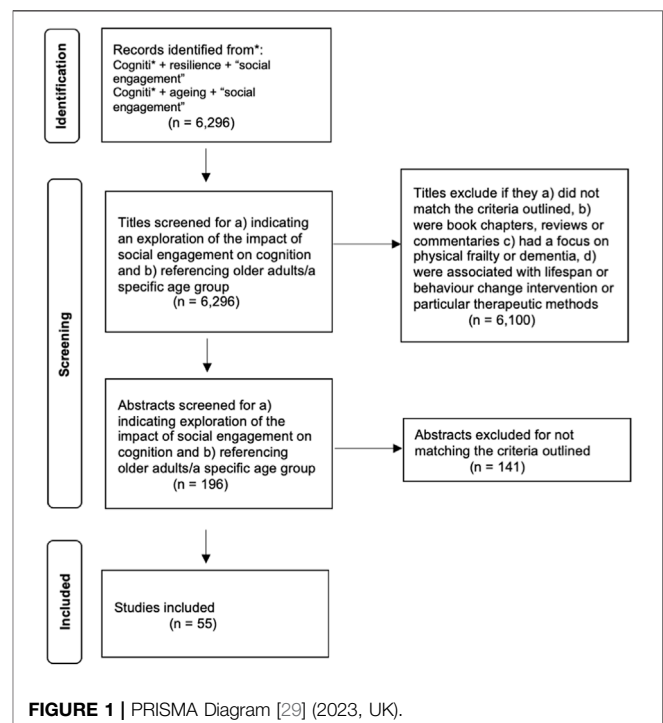 Identification
Records identified from*:
Cogniti* + resilience + “social
engagement”
Cogniti* + ageing + “social
engagement”
(n = 6,296)
Screening
Titles screened for a) indicating
an exploration of the impact of
social engagement on cognition
and b) referencing older adults/a
specific age group
(n = 6,296)
Titles exclude if they a) did not
match the criteria outlined, b)
were book chapters, reviews or
commentaries c) had a focus on
physical frailty or dementia, d)
were associated with lifespan or
behaviour change intervention or
particular therapeutic methods
(n = 6,100)
Abstracts screened for a)
indicating exploration of the
impact of social engagement on
cognition and b) referencing
older adults/a specific age group
(n = 196)
Abstracts excluded for not
matching the criteria outlined
(n = 141)
Included
Studies included
(n = 55)
FIGURE 1 | PRISMA Diagram [29] (2023, UK).